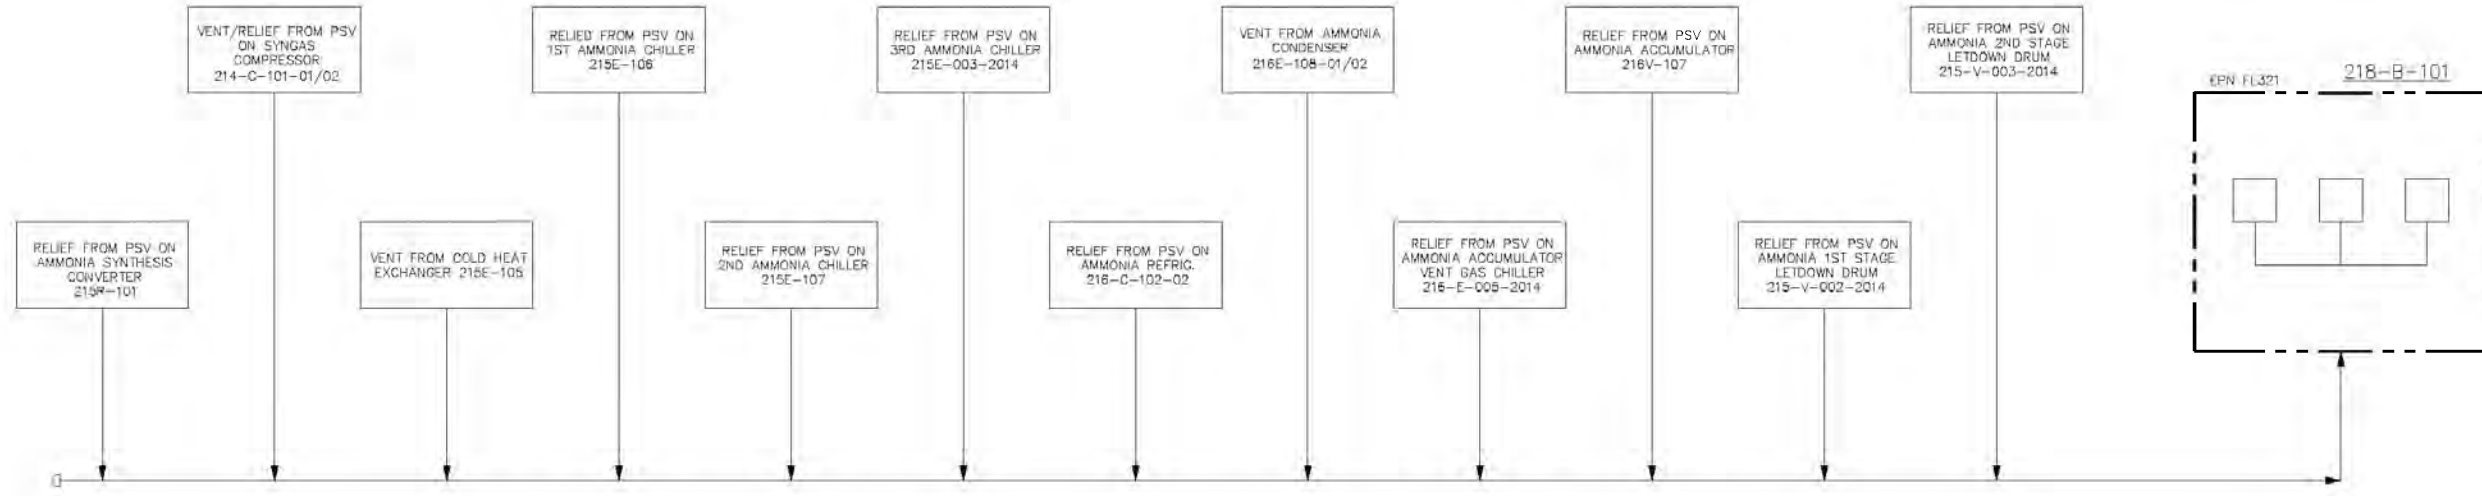 VENT/RELIEF FROM PSV
ON SYNGAS
COMPRESSOR
214-C-101-01/02
RELIED FROM PSV ON
1ST AMMONIA CHILLER
215E-106
RELIEF FROM PSV ON
3RD AMMONIA CHILLER
215E-003-2014
VENT FROM AMMONIA
CONDENSER
216E-108-01/02
RELIEF FROM PSV ON
AMMONIA ACCUMULATOR
216V-107
RELIEF FROM PSV ON
AMMONIA 2ND STAGE
LETDOWN DRUM
215-V-003-2014
EPN FL321
218-B-101
RELIEF FROM PSV ON
AMMONIA SYNTHESIS
CONVERTER
215R-101
VENT FROM COLD HEAT
EXCHANGER 215E-105
RELIEF FROM PSV ON
2ND AMMONIA CHILLER
215E-107
RELIEF FROM PSV ON
AMMONIA REFRIG.
216-C-102-02
RELIEF FROM PSV ON
AMMONIA ACCUMULATOR
VENT GAS CHILLER
216-E-005-2014
RELIEF FROM PSV ON
AMMONIA 1ST STAGE
LETDOWN DRUM
215-V-002-2014